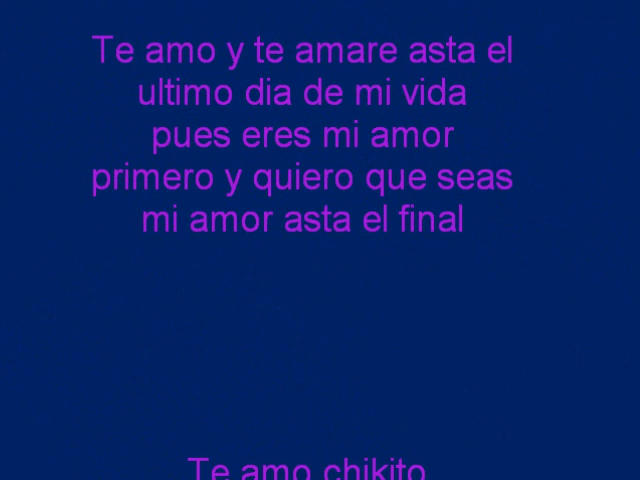 Te amo y te amare asta el
ultimo dia de mi vida
pues eres mi amor
primero y quiero que seas
mi amor asta el final
Te amo chikito